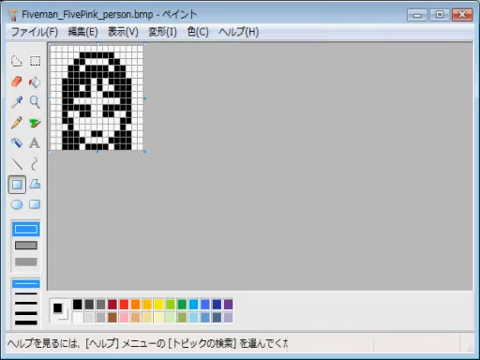 Fiveman_FivePink_person.bmp - ペイント
ファイル(F) 編集(E) 表示(V) 変形(I) 色(C) ヘルプ(H)
A
ヘルプを見るには、[ヘルプ] メニューの [トピックの検索] を選んでくだ